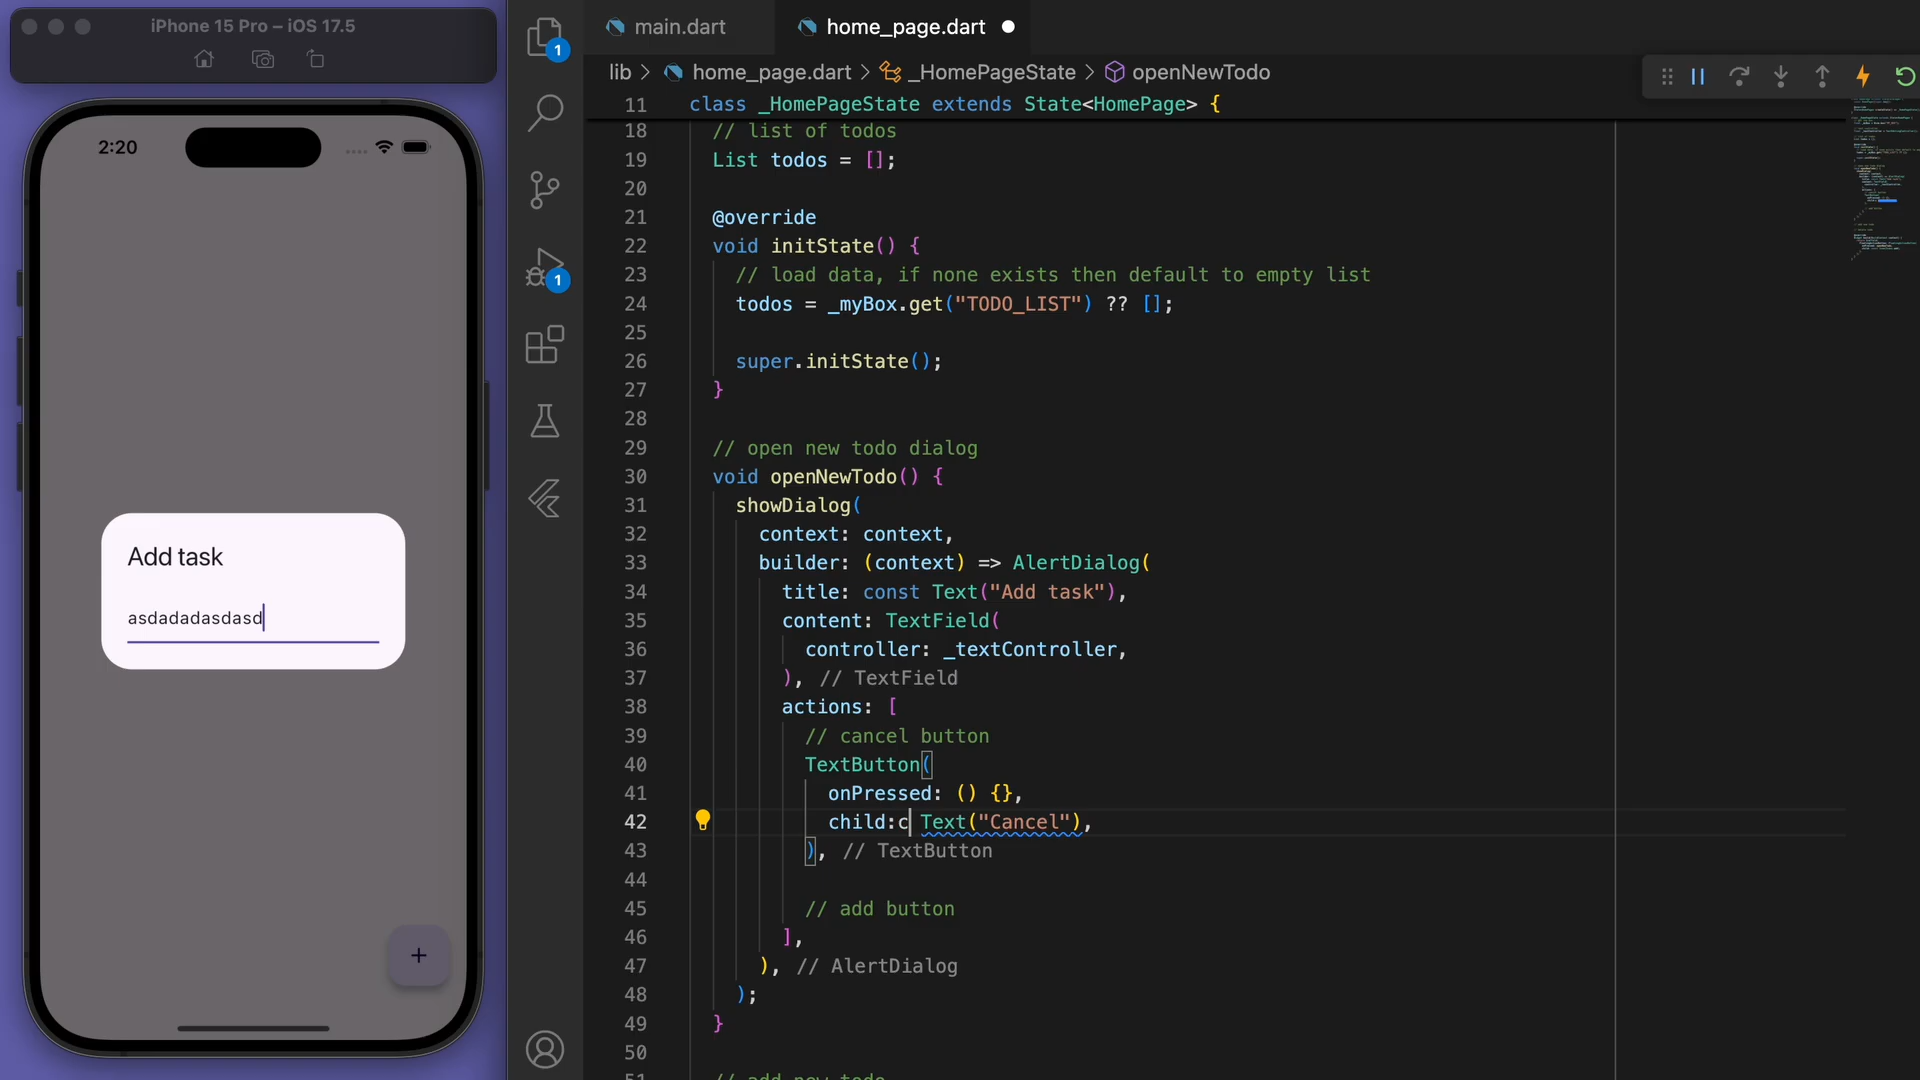 iPhone 15 Pro – iOS 17.5
2:20
Add task
asdadadasdasd
+
1
1
main.dart
home_page.dart
lib > home_page.dart > _HomePageState > openNewTodo
11 class _HomePageState extends State<HomePage> {
18 // list of todos
19 List todos = [];
20
21 @override
22 void initState() {
23 // load data, if none exists then default to empty list
24 todos = _myBox.get("TODO_LIST") ?? [];
25
26 super.initState();
27 }
28
29 // open new todo dialog
30 void openNewTodo() {
31 showDialog(
32 context: context,
33 builder: (context) => AlertDialog(
34 title: const Text("Add task"),
35 content: TextField(
36 controller: _textController,
37 ), // TextField
38 actions: [
39 // cancel button
40 TextButton(
41 onPressed: () {},
42 child:c Text("Cancel"),
43 ), // TextButton
44
45 // add button
46 ],
47 ), // AlertDialog
48 );
49 }
50
51 // add new todo